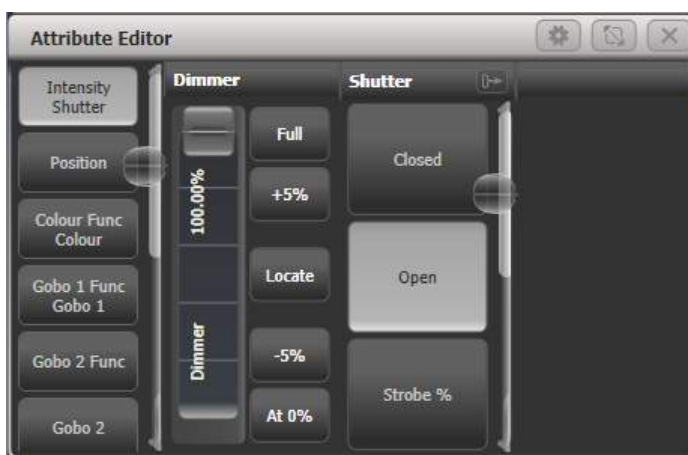 Attribute Editor
Intensity
Shutter
Position
Colour Func
Colour
Gobo 1 Func
Gobo 1
Gobo 2 Func
Gobo 2
Dimmer
100.00%
Dimmer
Full
+5%
Locate
-5%
At 0%
Shutter
Closed
Open
Strobe %